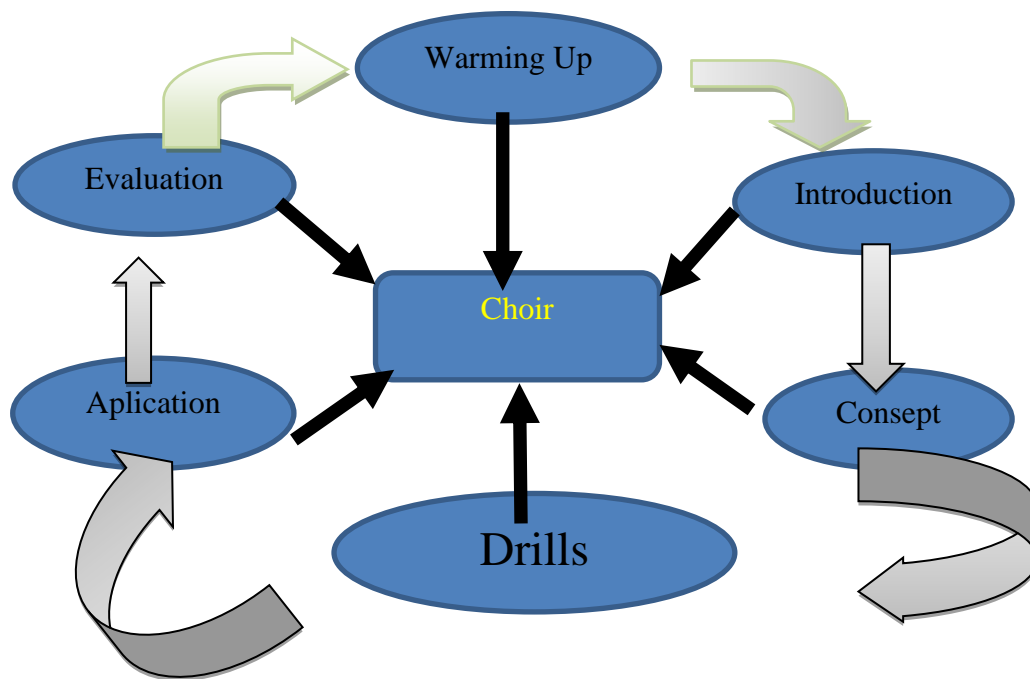 Warming Up
Evaluation
Introduction
Choir
Aplication
Consept
Drills